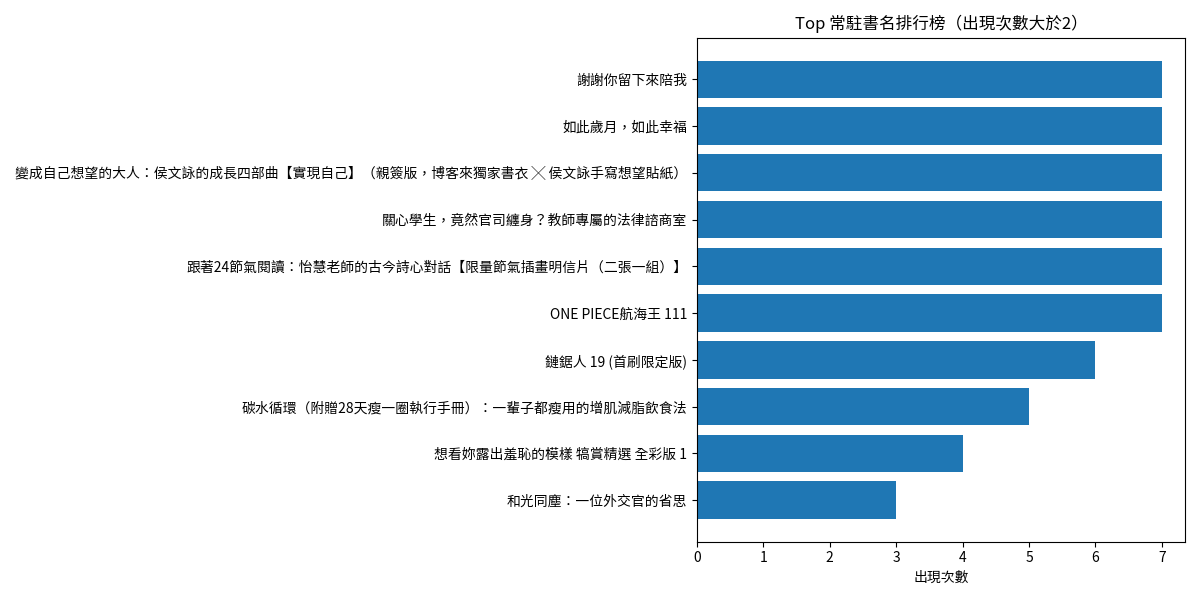 Top 常駐書名排行榜（出現次數大於2）
謝謝你留下來陪我
如此歲月，如此幸福
變成自己想望的大人：侯文詠的成長四部曲【實現自己】（親簽版，博客來獨家書衣 ╳ 侯文詠手寫想望貼紙）
關心學生，竟然官司纏身？教師專屬的法律諮商室
跟著24節氣閱讀：怡慧老師的古今詩心對話【限量節氣插畫明信片（二張一組）】
ONE PIECE航海王 111
鏈鋸人 19 (首刷限定版)
碳水循環（附贈28天瘦一圈執行手冊）：一輩子都瘦用的增肌減脂飲食法
想看妳露出羞恥的模樣 犒賞精選 全彩版 1
和光同塵：一位外交官的省思
0 1 2 3 4 5 6 7
出現次數